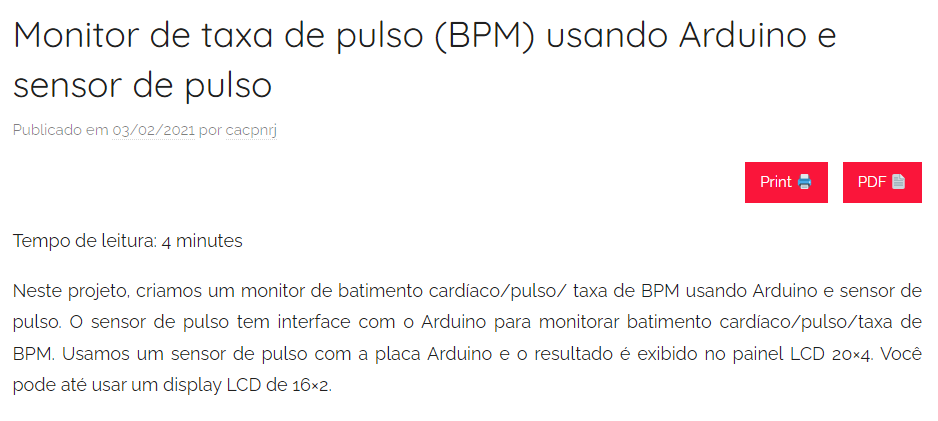 Monitor de taxa de pulso (BPM) usando Arduino e
sensor de pulso
Publicado em 03/02/2021 por cacpnrj
Print
PDF
Tempo de leitura: 4 minutes
Neste projeto, criamos um monitor de batimento cardíaco/pulso/ taxa de BPM usando Arduino e sensor de
pulso. O sensor de pulso tem interface com o Arduino para monitorar batimento cardíaco/pulso/taxa de
BPM. Usamos um sensor de pulso com a placa Arduino e o resultado é exibido no painel LCD 20×4. Você
pode até usar um display LCD de 16×2.